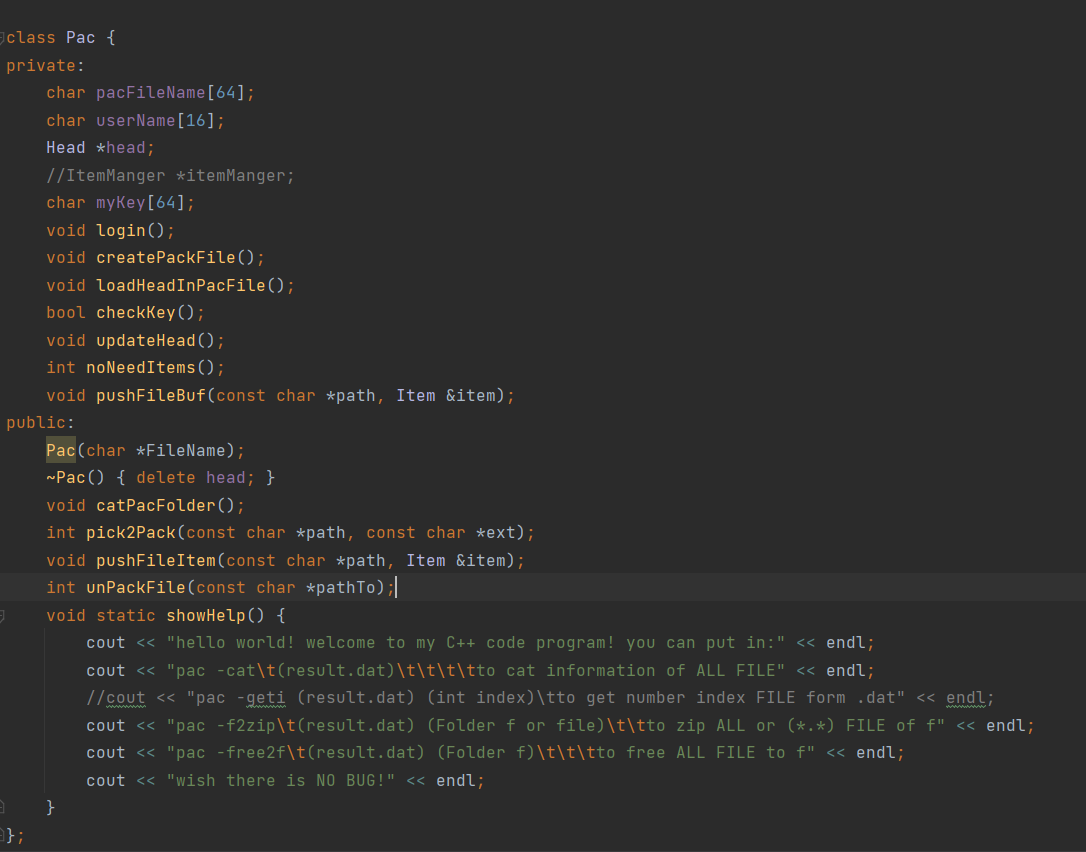 class Pac {
private:
    char pacFileName[64];
    char userName[16];
    Head *head;
    //ItemManger *itemManger;
    char myKey[64];
    void login();
    void createPackFile();
    void loadHeadInPacFile();
    bool checkKey();
    void updateHead();
    int noNeedItems();
    void pushFileBuf(const char *path, Item &item);
public:
    Pac(char *FileName);
    ~Pac() { delete head; }
    void catPacFolder();
    int pick2Pack(const char *path, const char *ext);
    void pushFileItem(const char *path, Item &item);
    int unPackFile(const char *pathTo);
    void static showHelp() {
        cout << "hello world! welcome to my C++ code program! you can put in:" << endl;
        cout << "pac -cat\t(result.dat)\t\t\t\tto cat information of ALL FILE" << endl;
        //cout << "pac -geti (result.dat) (int index)\tto get number index FILE form .dat" << endl;
        cout << "pac -f2zip\t(result.dat) (Folder f or file)\t\tto zip ALL or (*.*) FILE of f" << endl;
        cout << "pac -free2f\t(result.dat) (Folder f)\t\t\tto free ALL FILE to f" << endl;
        cout << "wish there is NO BUG!" << endl;
    }
};